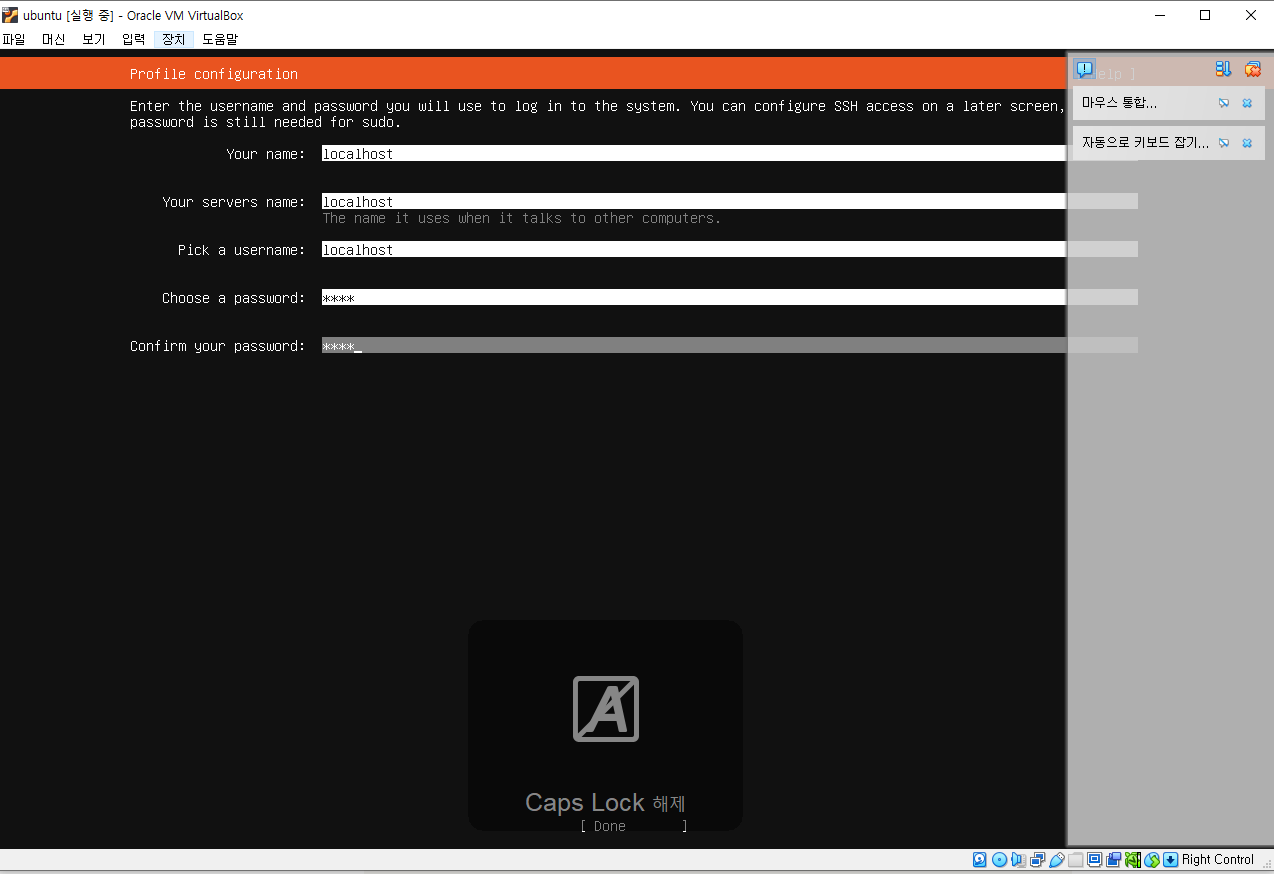 ubuntu [실행 중] - Oracle VM VirtualBox
파일 머신 보기 입력 장치 도움말
Profile configuration elp ]
Enter the username and password you will use to log in to the system. You can configure SSH access on a later screen,
password is still needed for sudo.
마우스 통합...
자동으로 키보드 잡기...
Your name: localhost
Your servers name: localhost
The name it uses when it talks to other computers.
Pick a username: localhost
Choose a password: ****
Confirm your password: ****_
Caps Lock 해제
[ Done ]
Right Control